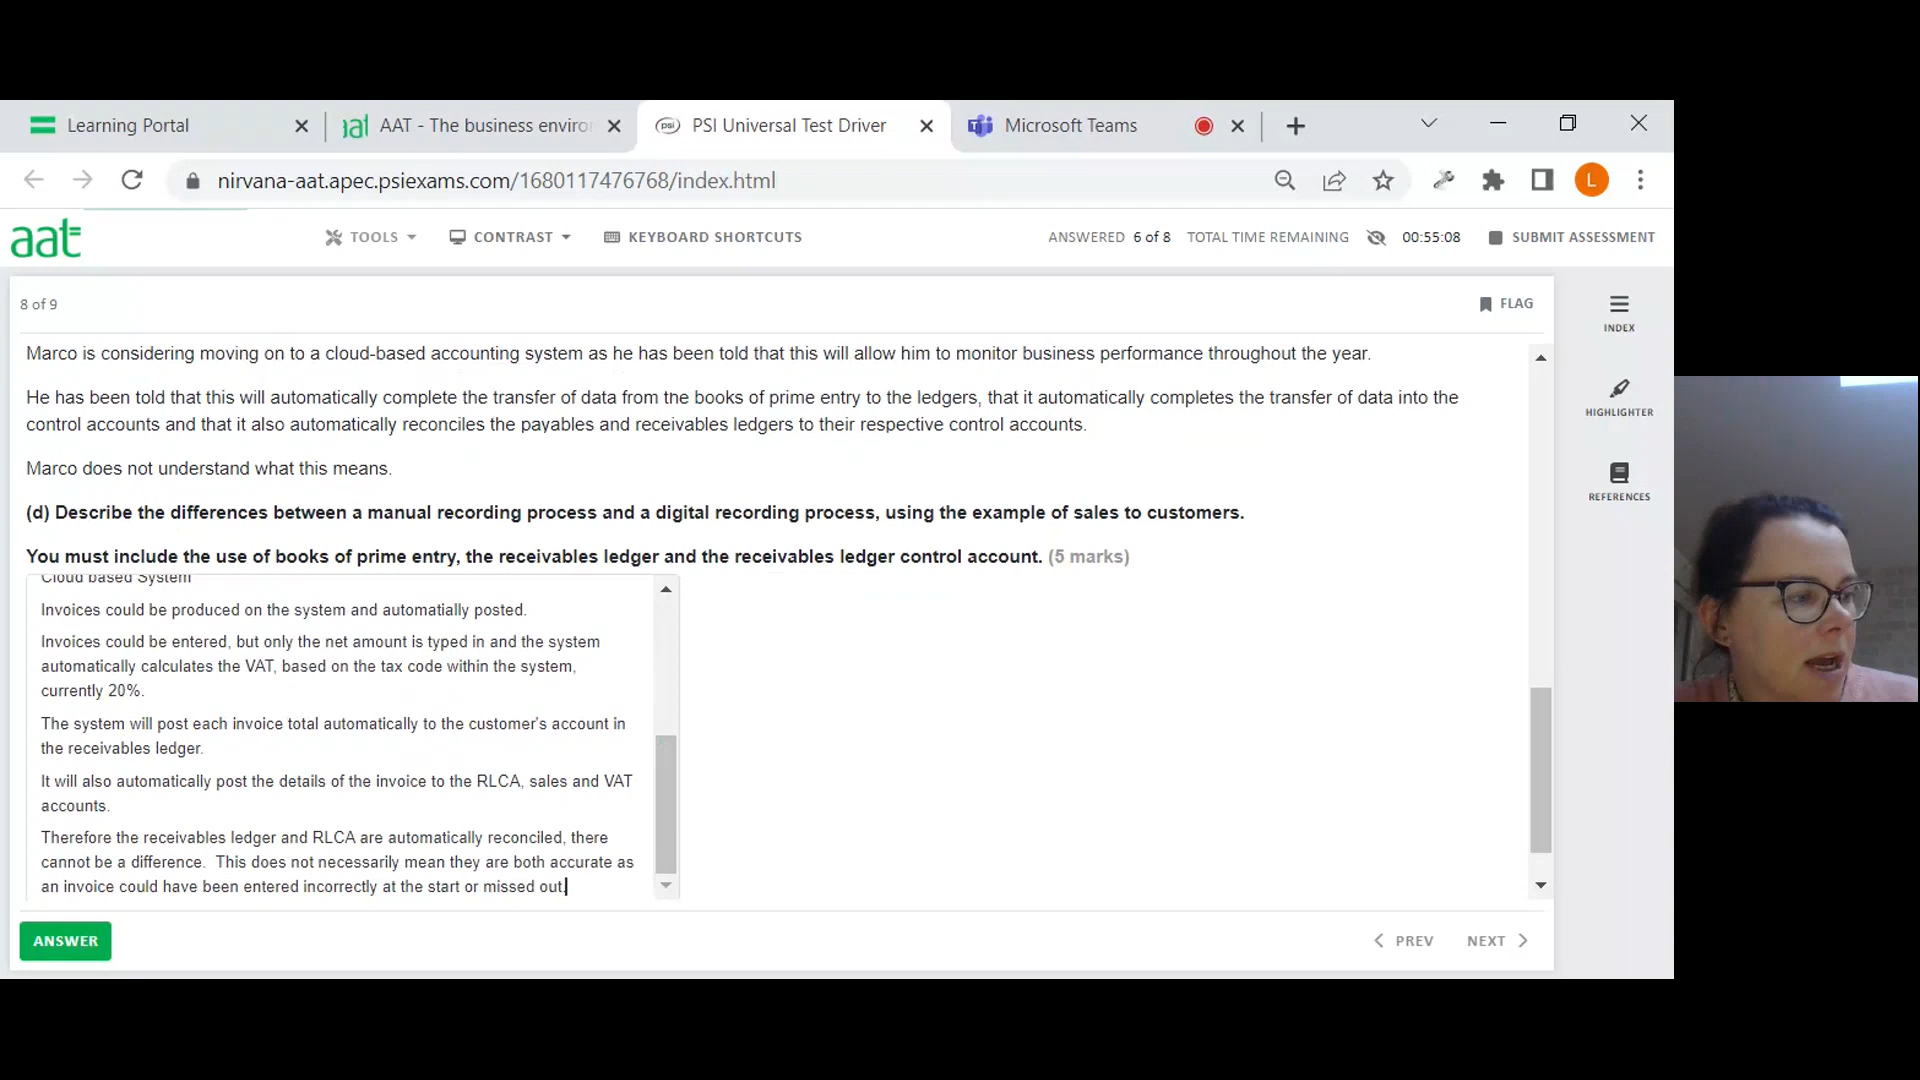 Learning Portal
AAT - The business enviro
PSI Universal Test Driver
Microsoft Teams
nirvana-aat.apec.psiexams.com/1680117476768/index.html
L
aat
TOOLS
CONTRAST
KEYBOARD SHORTCUTS
ANSWERED 6 of 8
TOTAL TIME REMAINING
00:55:08
SUBMIT ASSESSMENT
8 of 9
FLAG
INDEX
HIGHLIGHTER
REFERENCES
Marco is considering moving on to a cloud-based accounting system as he has been told that this will allow him to monitor business performance throughout the year.
He has been told that this will automatically complete the transfer of data from the books of prime entry to the ledgers, that it automatically completes the transfer of data into the
control accounts and that it also automatically reconciles the payables and receivables ledgers to their respective control accounts.
Marco does not understand what this means.
(d) Describe the differences between a manual recording process and a digital recording process, using the example of sales to customers.
You must include the use of books of prime entry, the receivables ledger and the receivables ledger control account. (5 marks)
Cloud based System
Invoices could be produced on the system and automatially posted.
Invoices could be entered, but only the net amount is typed in and the system
automatically calculates the VAT, based on the tax code within the system,
currently 20%.
The system will post each invoice total automatically to the customer's account in
the receivables ledger.
It will also automatically post the details of the invoice to the RLCA, sales and VAT
accounts.
Therefore the receivables ledger and RLCA are automatically reconciled, there
cannot be a difference. This does not necessarily mean they are both accurate as
an invoice could have been entered incorrectly at the start or missed out.
ANSWER
PREV
NEXT